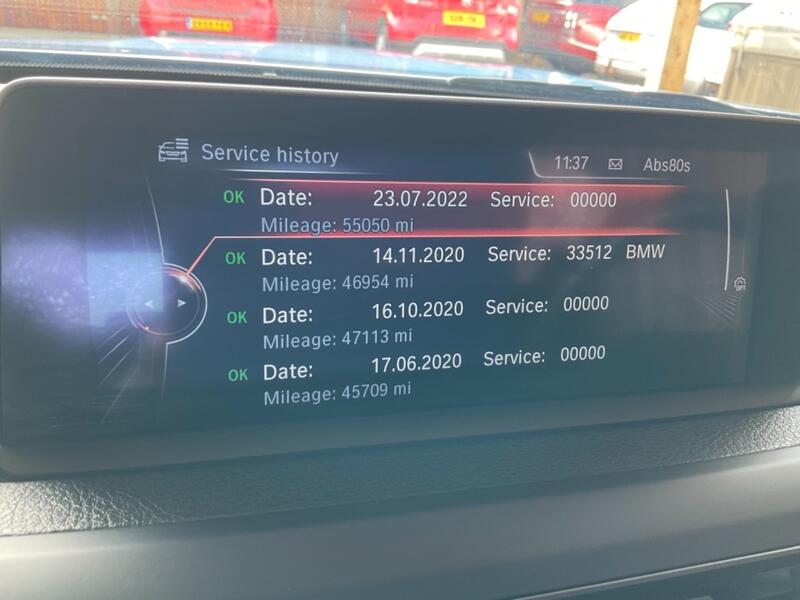 Service history
11:37 Abs80s
OK Date: 23.07.2022 Service: 00000
Mileage: 55050 mi
OK Date: 14.11.2020 Service: 33512 BMW
Mileage: 46954 mi
OK Date: 16.10.2020 Service: 00000
Mileage: 47113 mi
OK Date: 17.06.2020 Service: 00000
Mileage: 45709 mi